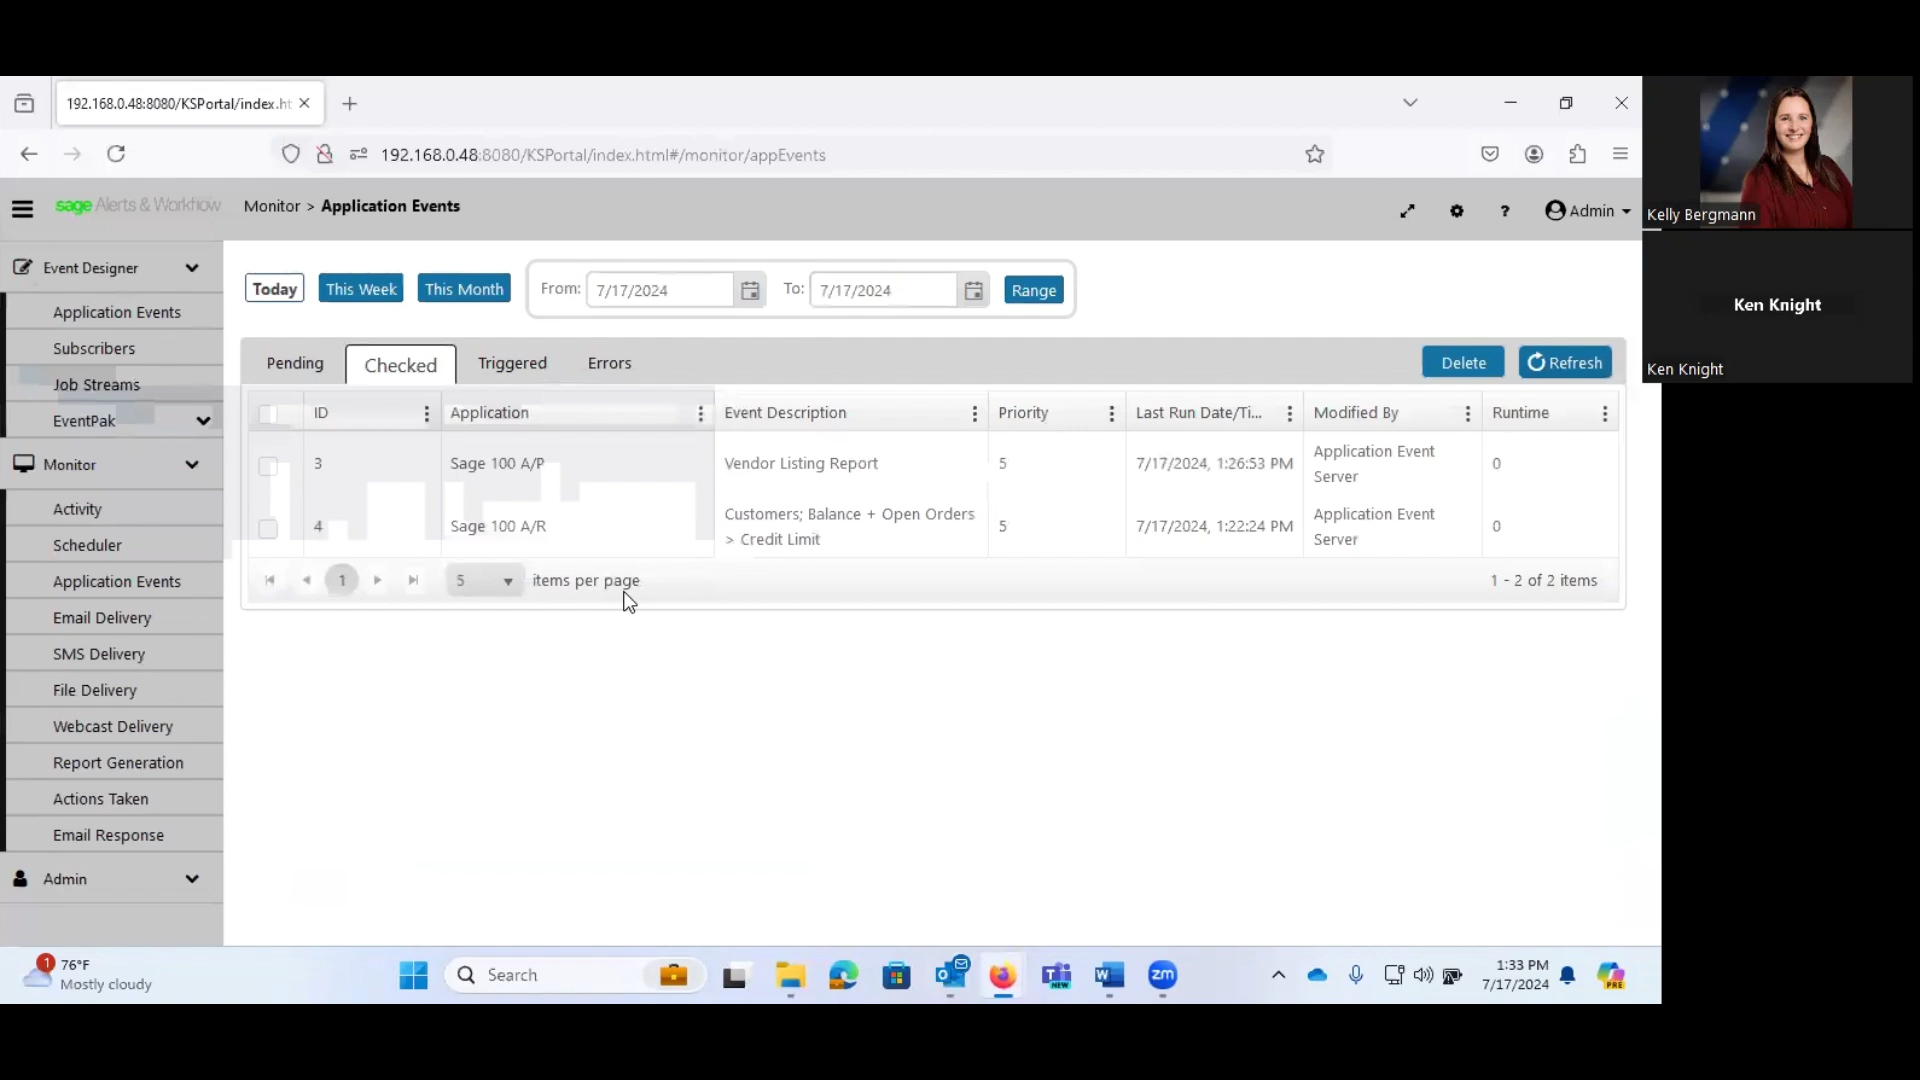 192.168.0.48:8080/KSPortal/index.ht
192.168.0.48:8080/KSPortal/index.html#/monitor/appEvents
sage Alerts & Workflow
Monitor > Application Events
? Admin
Kelly Bergmann
Ken Knight
Ken Knight
Event Designer
Application Events
Subscribers
Job Streams
EventPak
Monitor
Activity
Scheduler
Application Events
Email Delivery
SMS Delivery
File Delivery
Webcast Delivery
Report Generation
Actions Taken
Email Response
Admin
Today This Week This Month From: 7/17/2024 To: 7/17/2024 Range
Pending Checked Triggered Errors Delete Refresh
ID Application Event Description Priority Last Run Date/Ti... Modified By Runtime
3 Sage 100 A/P Vendor Listing Report 5 7/17/2024, 1:26:53 PM Application Event
Server 0
4 Sage 100 A/R Customers; Balance + Open Orders
> Credit Limit 5 7/17/2024, 1:22:24 PM Application Event
Server 0
1 5 items per page 1 - 2 of 2 items
1 76°F
Mostly cloudy
Search
NEW
W
zm
1:33 PM
7/17/2024
PRE